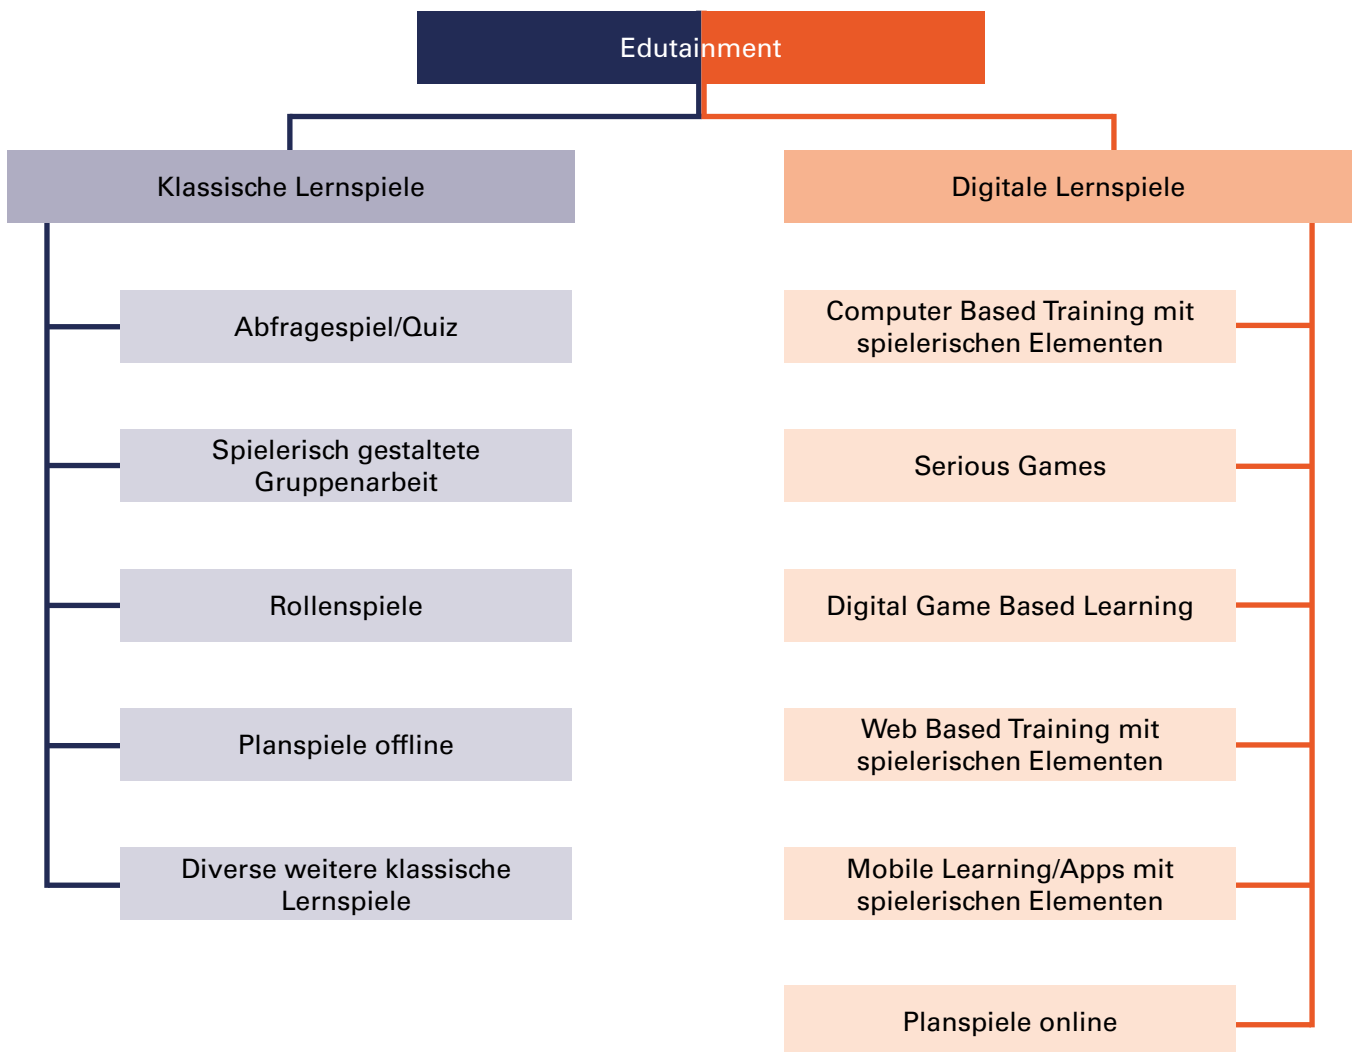 Edutainment
Klassische Lernspiele
Abfragespiel/Quiz
Spielerisch gestaltete
Gruppenarbeit
Rollenspiele
Planspiele offline
Diverse weitere klassische
Lernspiele
Digitale Lernspiele
Computer Based Training mit
spielerischen Elementen
Serious Games
Digital Game Based Learning
Web Based Training mit
spielerischen Elementen
Mobile Learning/Apps mit
spielerischen Elementen
Planspiele online